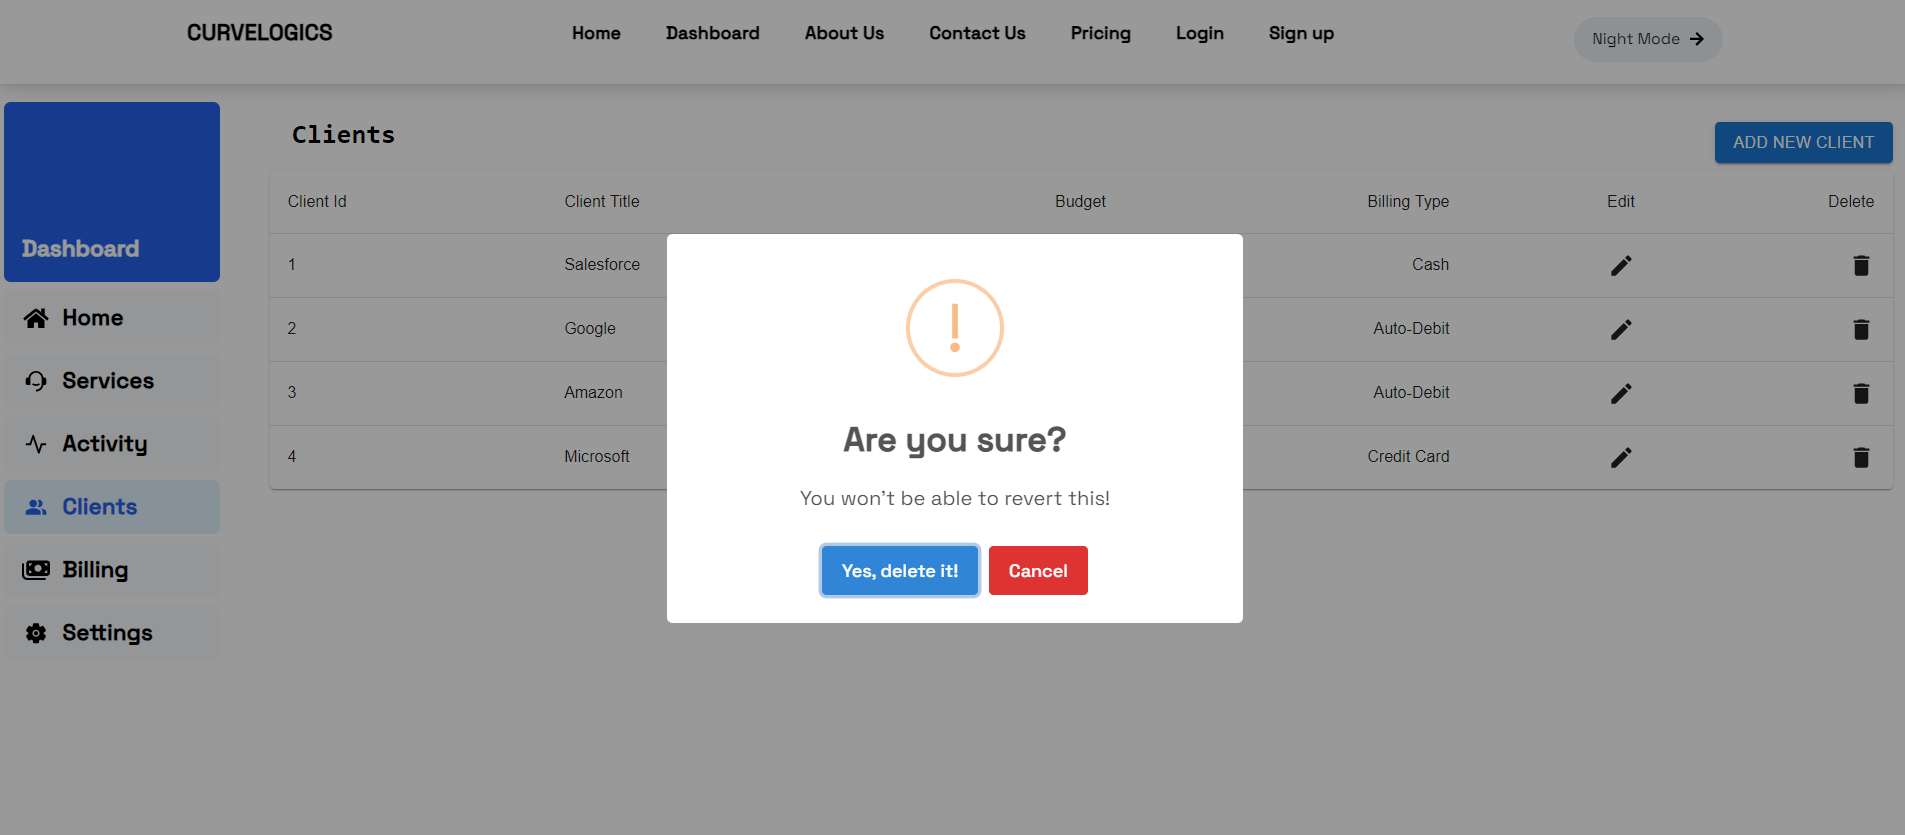 CURVELOGICS
Home Dashboard About Us Contact Us Pricing Login Sign up
Night Mode
Clients
ADD NEW CLIENT
Dashboard
Home
Services
Activity
Clients
Billing
Settings
Client Id Client Title Budget Billing Type Edit Delete
1 Salesforce Cash
2 Google Auto-Debit
3 Amazon Auto-Debit
4 Microsoft Credit Card
!
Are you sure?
You won't be able to revert this!
Yes, delete it! Cancel